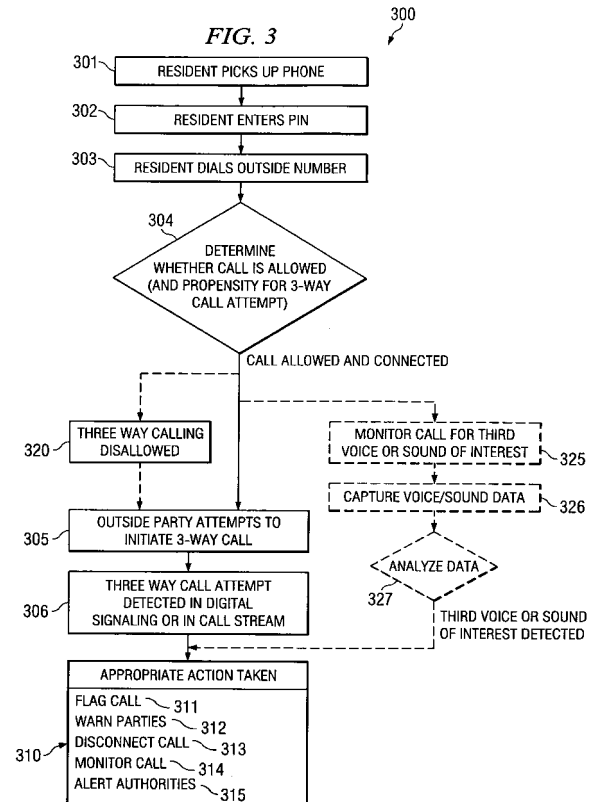 FIG. 3
300
301
RESIDENT PICKS UP PHONE
302
RESIDENT ENTERS PIN
303
RESIDENT DIALS OUTSIDE NUMBER
304
DETERMINE
WHETHER CALL IS ALLOWED
(AND PROPENSITY FOR 3-WAY
CALL ATTEMPT)
CALL ALLOWED AND CONNECTED
320
THREE WAY CALLING
DISALLOWED
MONITOR CALL FOR THIRD
VOICE OR SOUND OF INTEREST
325
CAPTURE VOICE/SOUND DATA
326
305
OUTSIDE PARTY ATTEMPTS TO
INITIATE 3-WAY CALL
ANALYZE DATA
327
306
THREE WAY CALL ATTEMPT
DETECTED IN DIGITAL
SIGNALING OR IN CALL STREAM
THIRD VOICE OR SOUND
OF INTEREST DETECTED
310
APPROPRIATE ACTION TAKEN
FLAG CALL 311
WARN PARTIES 312
DISCONNECT CALL 313
MONITOR CALL 314
ALERT AUTHORITIES 315